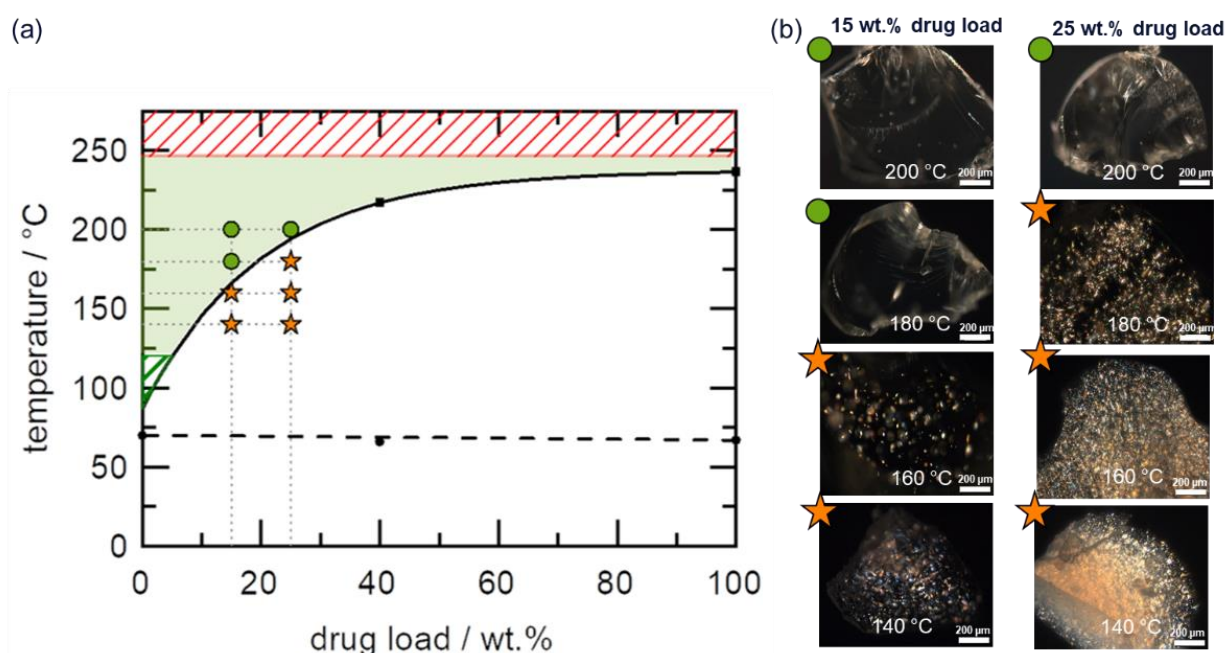 (a)
250
200
150
100
50
0
0 20 40 60 80 100
temperature / °C
drug load / wt.%
(b)
15 wt.% drug load
25 wt.% drug load
200 °C
200 µm
200 °C
200 µm
180 °C
200 µm
180 °C
200 µm
160 °C
200 µm
160 °C
200 µm
140 °C
200 µm
140 °C
200 µm